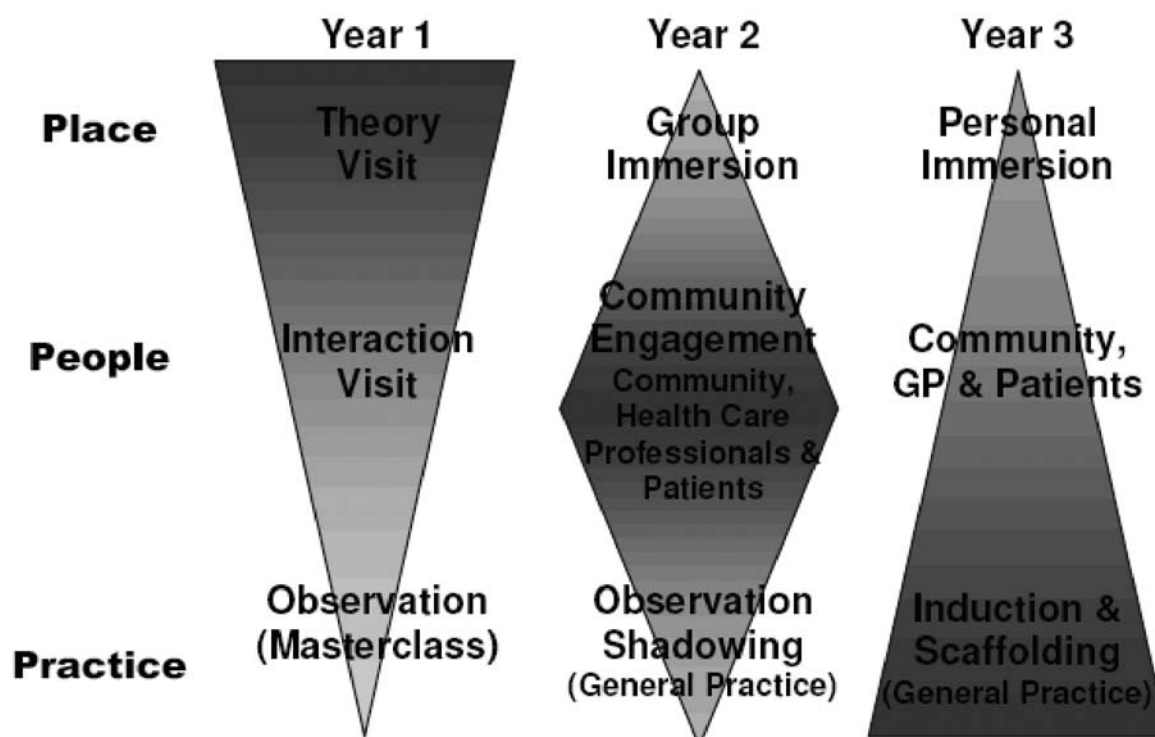 Year 1
Year 2
Year 3
Place
Theory
Visit
Group
Immersion
Personal
Immersion
People
Interaction
Visit
Community
Engagement
Community,
Health Care
Professionals &
Patients
Community,
GP & Patients
Practice
Observation
(Masterclass)
Observation
Shadowing
(General Practice)
Induction &
Scaffolding
(General Practice)